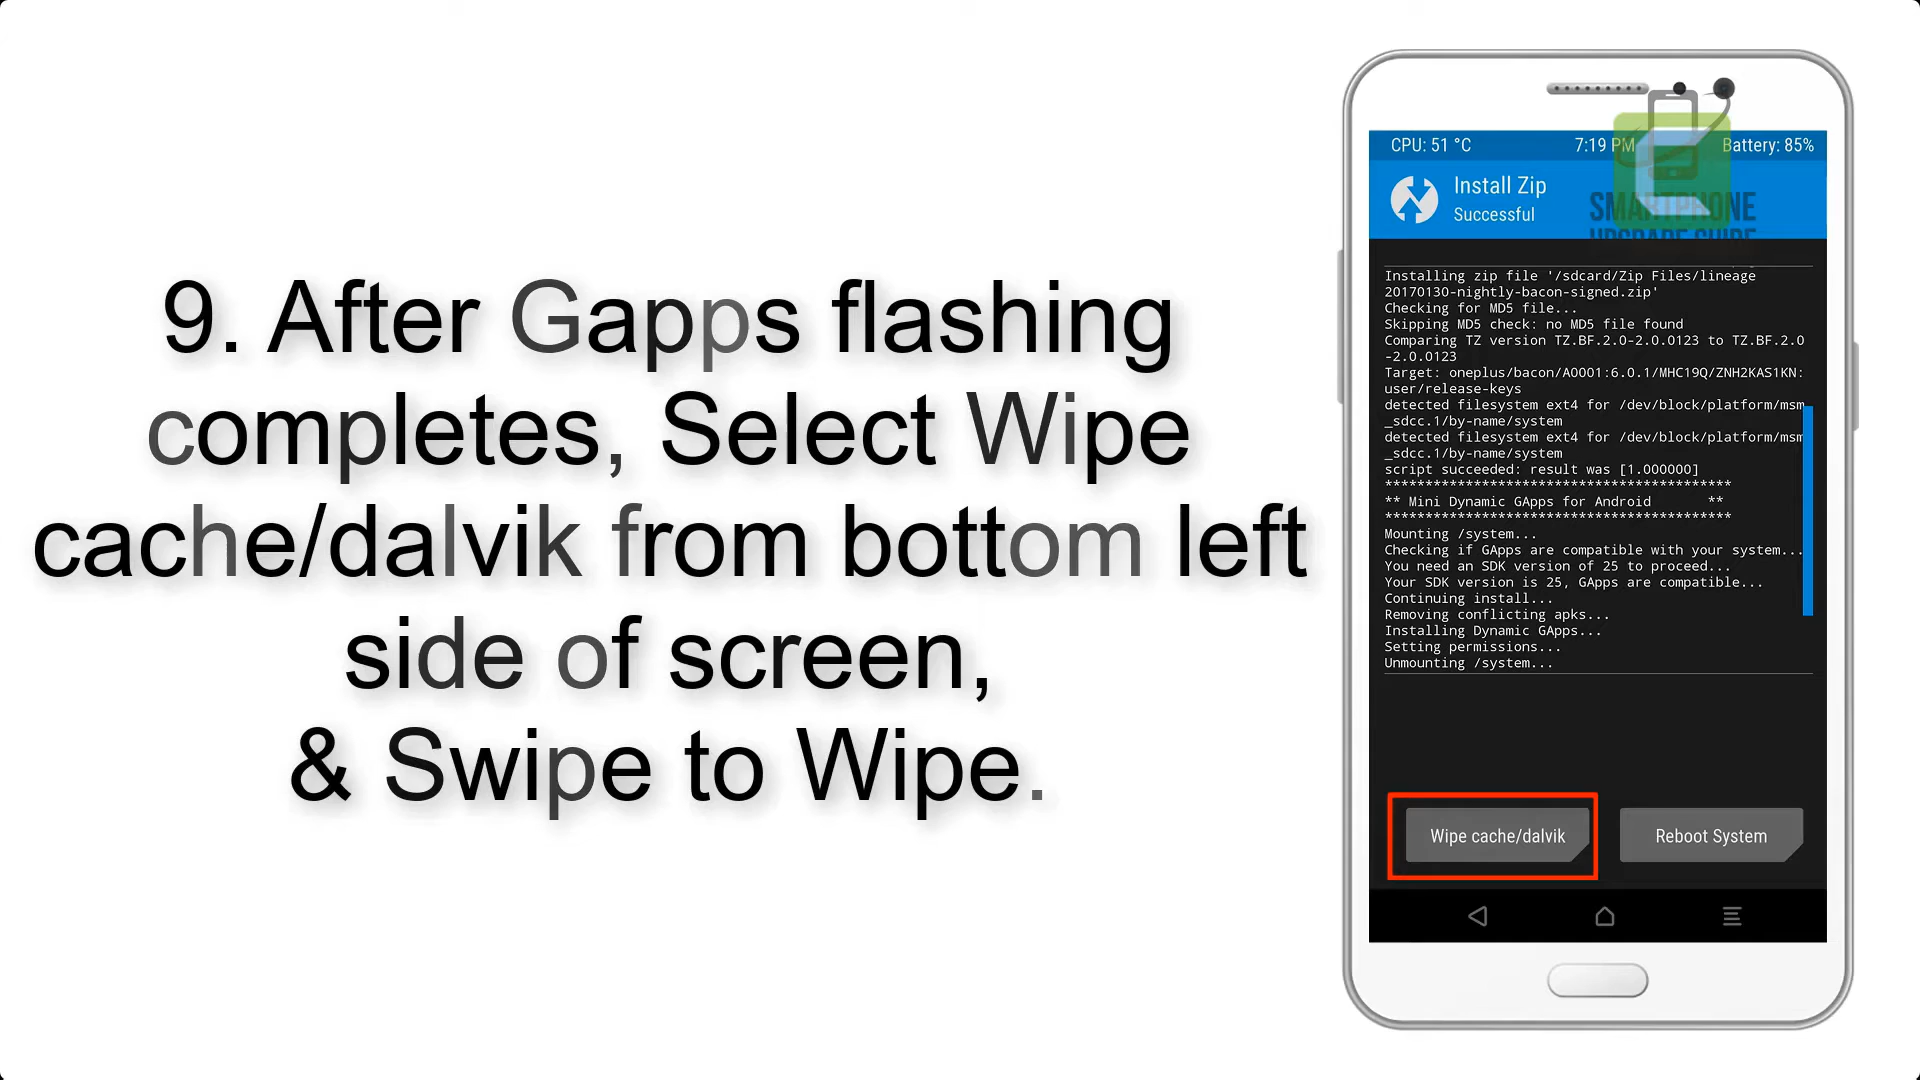 9. After Gapps flashing
completes, Select Wipe
cache/dalvik from bottom left
side of screen,
& Swipe to Wipe.
CPU: 51 °C 7:19 PM Battery: 85%
Install Zip
Successful
SMARTPHONE
UPGRADE GUIDE
Installing zip file '/sdcard/Zip Files/lineage
20170130-nightly-bacon-signed.zip'
Checking for MD5 file...
Skipping MD5 check: no MD5 file found
Comparing TZ version TZ.BF.2.0-2.0.0123 to TZ.BF.2.0
-2.0.0123
Target: oneplus/bacon/A0001:6.0.1/MHC19Q/ZNH2KAS1KN:
user/release-keys
detected filesystem ext4 for /dev/block/platform/msm
_sdcc.1/by-name/system
detected filesystem ext4 for /dev/block/platform/msm
_sdcc.1/by-name/system
script succeeded: result was [1.000000]
*******************************************
** Mini Dynamic GApps for Android **
*******************************************
Mounting /system...
Checking if GApps are compatible with your system...
You need an SDK version of 25 to proceed...
Your SDK version is 25, GApps are compatible...
Continuing install...
Removing conflicting apks...
Installing Dynamic GApps...
Setting permissions...
Unmounting /system...
Wipe cache/dalvik Reboot System